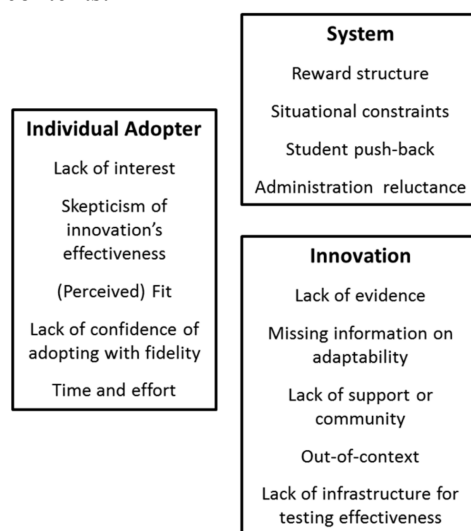 Individual Adopter
Lack of interest
Skepticism of
innovation's
effectiveness
(Perceived) Fit
Lack of confidence of
adopting with fidelity
Time and effort
System
Reward structure
Situational constraints
Student push-back
Administration reluctance
Innovation
Lack of evidence
Missing information on
adaptability
Lack of support or
community
Out-of-context
Lack of infrastructure for
testing effectiveness